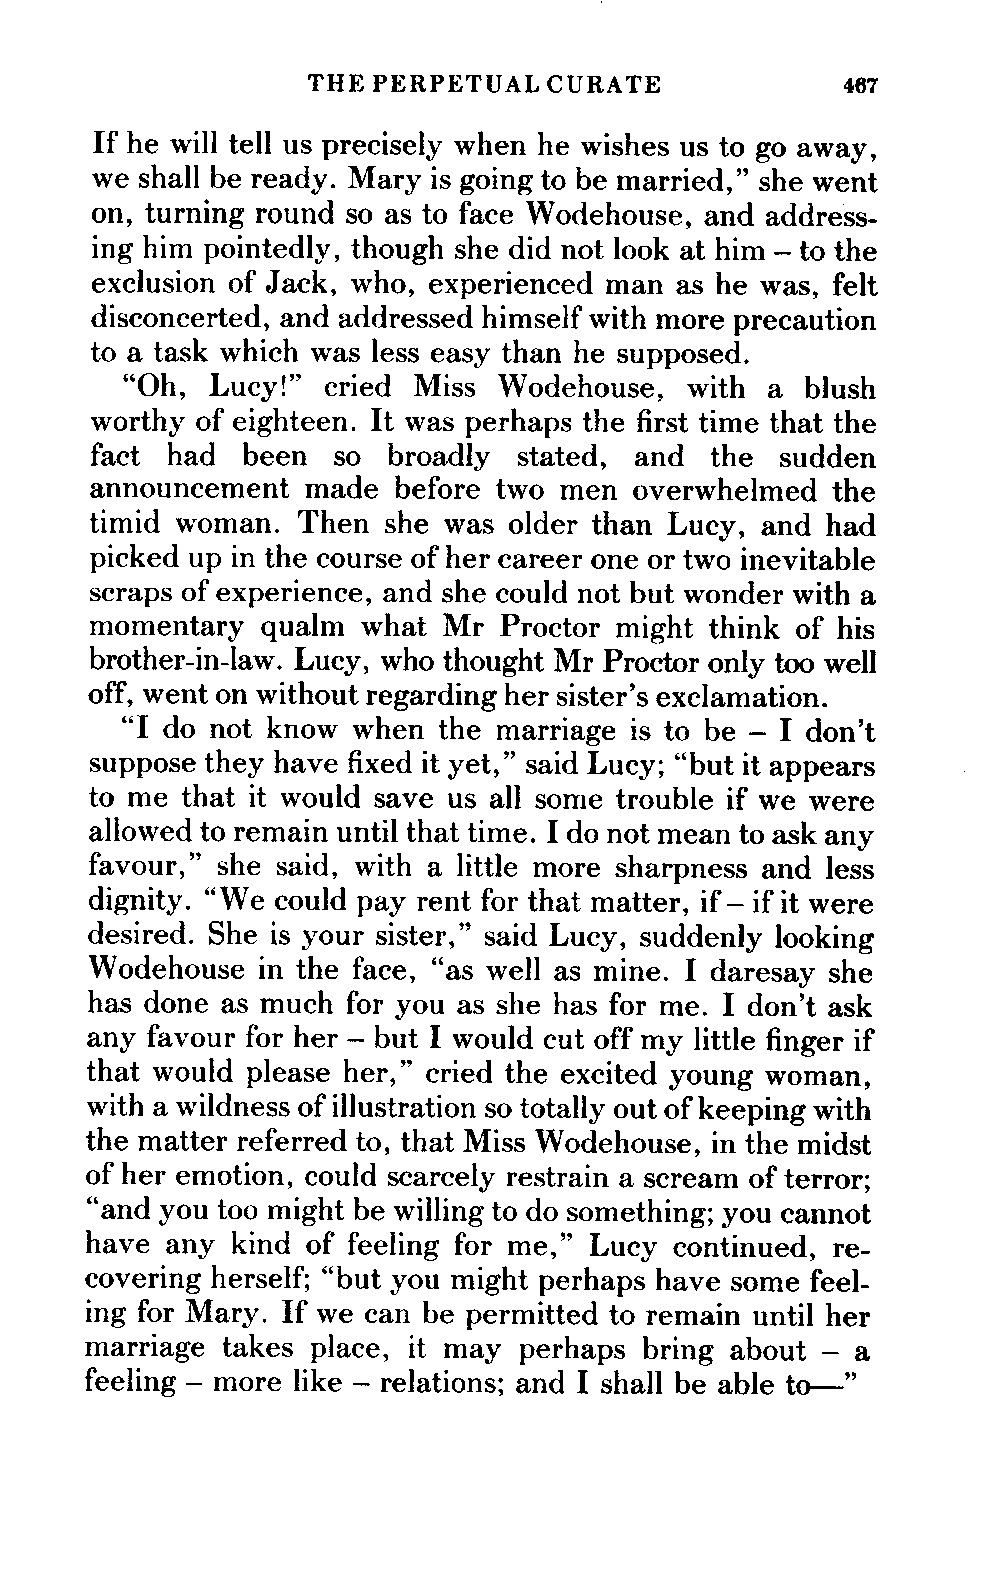 THE PERPETUAL CURATE 467
If he will tell us precisely when he wishes us to go away,
we shall be ready. Mary is going to be married,” she went
on, turning round so as to face Wodehouse, and address-
ing him pointedly, though she did not look at him – to the
exclusion of Jack, who, experienced man as he was, felt
disconcerted, and addressed himself with more precaution
to a task which was less easy than he supposed.
“Oh, Lucy!” cried Miss Wodehouse, with a blush
worthy of eighteen. It was perhaps the first time that the
fact had been so broadly stated, and the sudden
announcement made before two men overwhelmed the
timid woman. Then she was older than Lucy, and had
picked up in the course of her career one or two inevitable
scraps of experience, and she could not but wonder with a
momentary qualm what Mr Proctor might think of his
brother-in-law. Lucy, who thought Mr Proctor only too well
off, went on without regarding her sister’s exclamation.
“I do not know when the marriage is to be – I don’t
suppose they have fixed it yet,” said Lucy; “but it appears
to me that it would save us all some trouble if we were
allowed to remain until that time. I do not mean to ask any
favour,” she said, with a little more sharpness and less
dignity. “We could pay rent for that matter, if – if it were
desired. She is your sister,” said Lucy, suddenly looking
Wodehouse in the face, “as well as mine. I daresay she
has done as much for you as she has for me. I don’t ask
any favour for her – but I would cut off my little finger if
that would please her,” cried the excited young woman,
with a wildness of illustration so totally out of keeping with
the matter referred to, that Miss Wodehouse, in the midst
of her emotion, could scarcely restrain a scream of terror;
“and you too might be willing to do something; you cannot
have any kind of feeling for me,” Lucy continued, re-
covering herself; “but you might perhaps have some feel-
ing for Mary. If we can be permitted to remain until her
marriage takes place, it may perhaps bring about – a
feeling – more like – relations; and I shall be able to—”